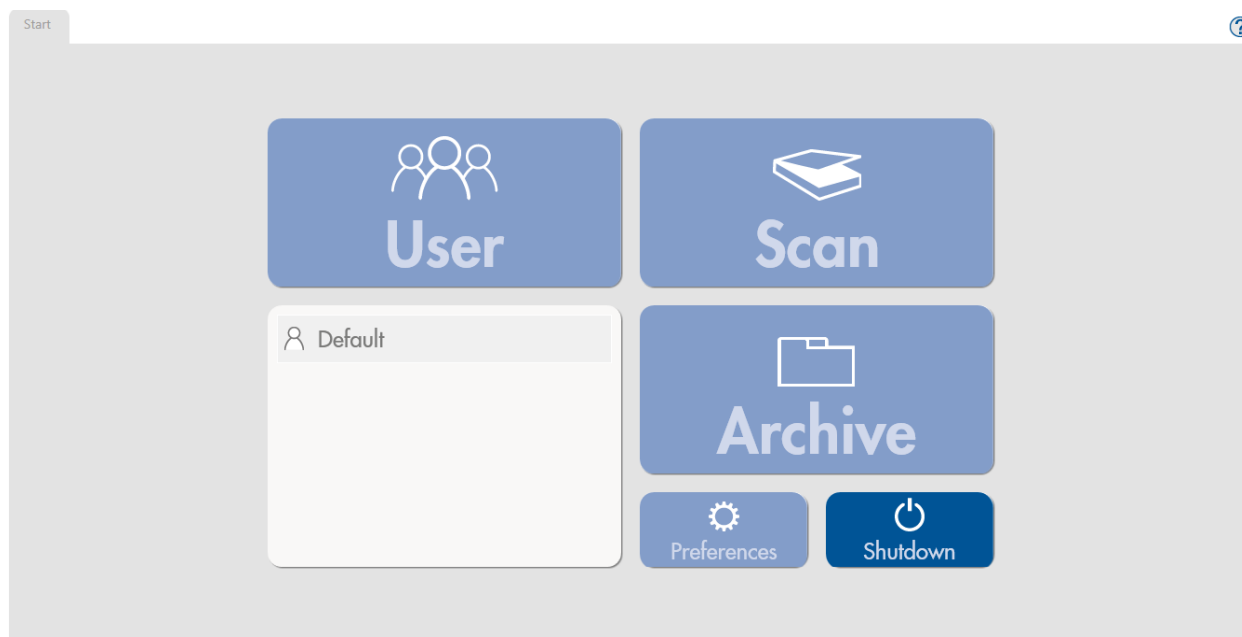 Start
?
User
Scan
Default
Archive
Preferences
Shutdown